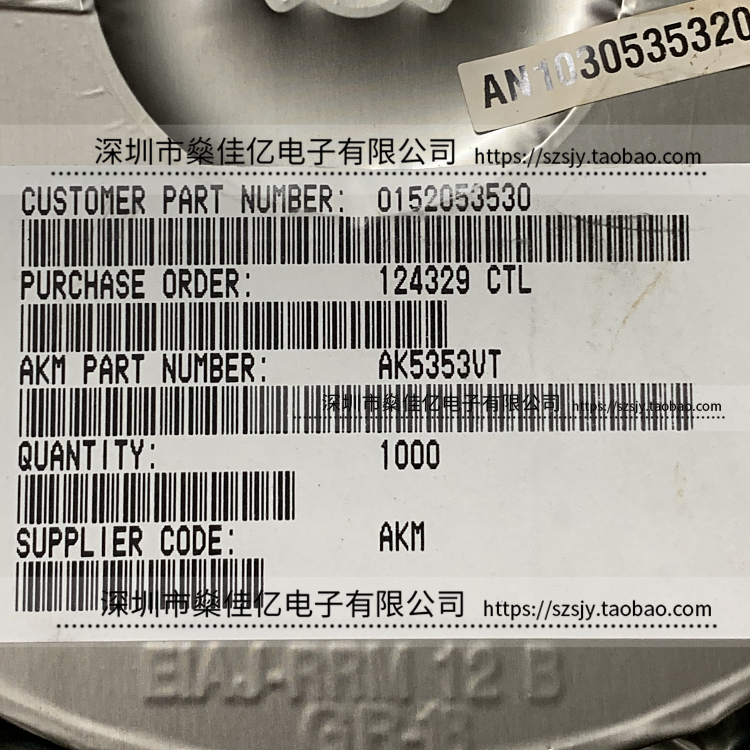 AN1030535320
深圳市燊佳亿电子有限公司 https://szsjy.taobao.com
CUSTOMER PART NUMBER: 0152053530
PURCHASE ORDER: 124329 CTL
AKM PART NUMBER: AK5353VT
深圳市燊佳亿电子有限公司 https://szsjy.taobao.com
QUANTITY: 1000
SUPPLIER CODE: AKM
深圳市燊佳亿电子有限公司 https://szsjy.taobao.com
EIAJ-RRM 12 B